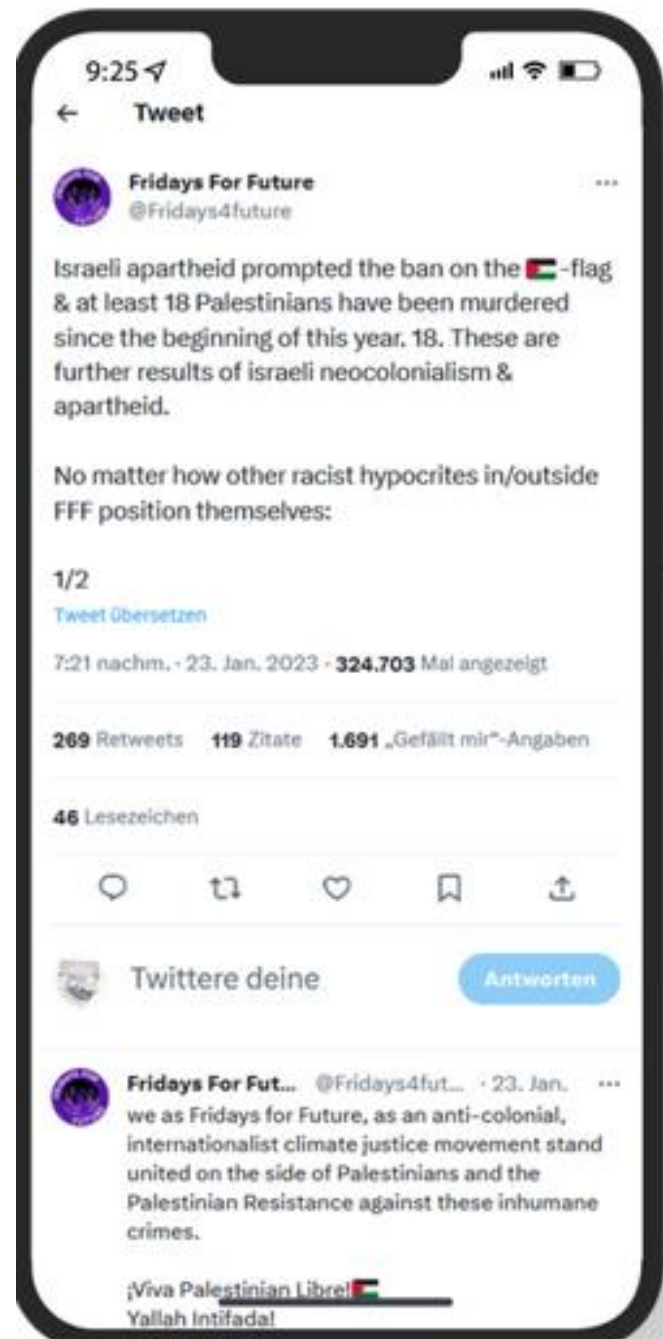 9:25
Tweet
Fridays For Future
@Fridays4future
Israeli apartheid prompted the ban on the 🇵🇸-flag
& at least 18 Palestinians have been murdered
since the beginning of this year. 18. These are
further results of israeli neocolonialism &
apartheid.
No matter how other racist hypocrites in/outside
FFF position themselves:
1/2
Tweet übersetzen
7:21 nachm. · 23. Jan. 2023 · 324.703 Mal angezeigt
269 Retweets 119 Zitate 1.691 „Gefällt mir“-Angaben
46 Lesezeichen
Twittere deine
Antworten
Fridays For Fut... @Fridays4fut... · 23. Jan.
we as Fridays for Future, as an anti-colonial,
internationalist climate justice movement stand
united on the side of Palestinians and the
Palestinian Resistance against these inhumane
crimes.
¡Viva Palestinian Libre!🇵🇸
Yallah Intifada!